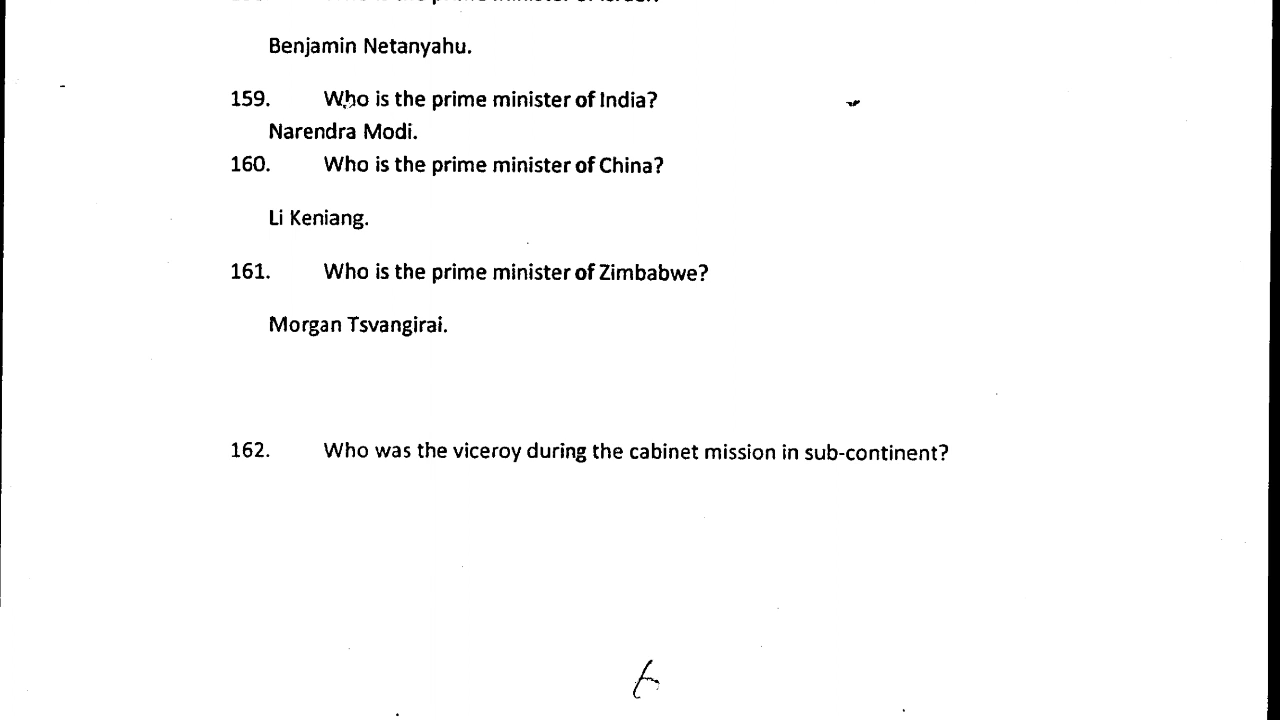 Benjamin Netanyahu.
159. Who is the prime minister of India?
Narendra Modi.
160. Who is the prime minister of China?
Li Keniang.
161. Who is the prime minister of Zimbabwe?
Morgan Tsvangirai.
162. Who was the viceroy during the cabinet mission in sub-continent?